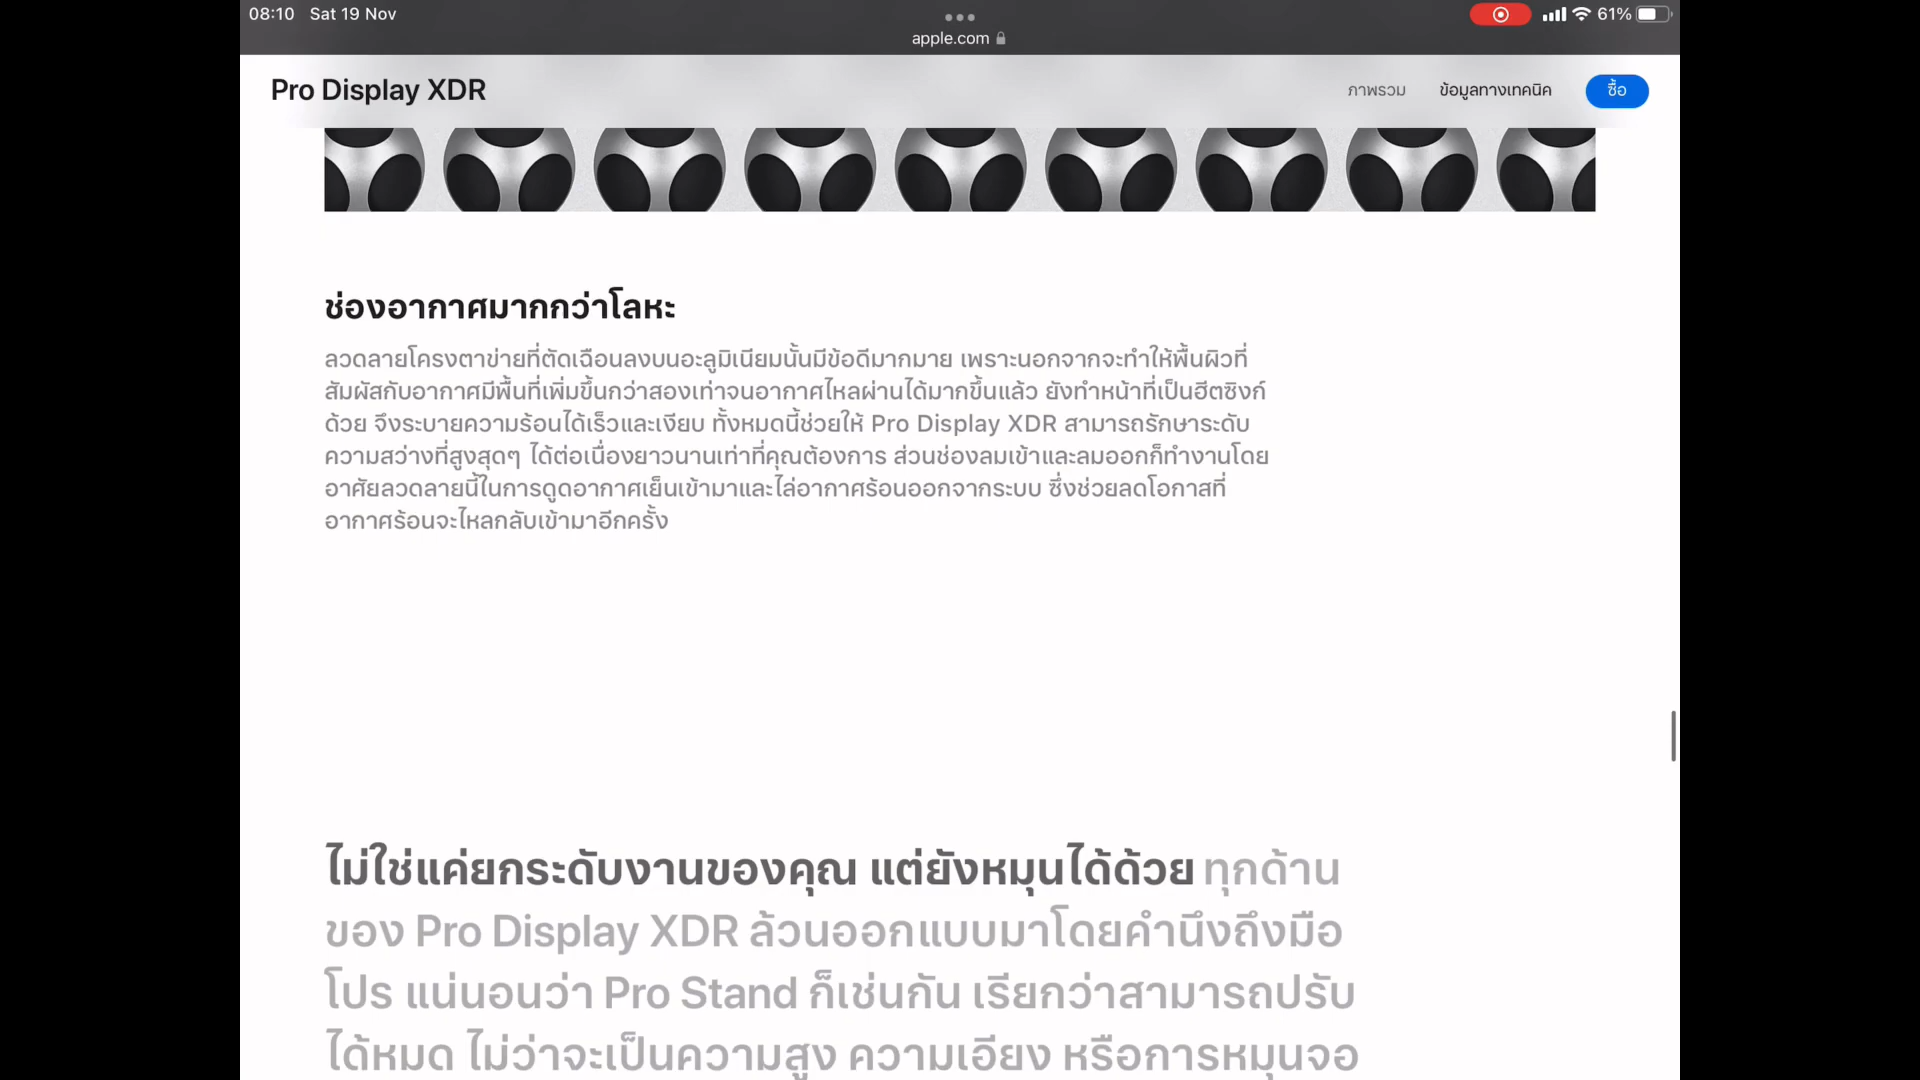 08:10 Sat 19 Nov
61%
apple.com
Pro Display XDR
ภาพรวม
ข้อมูลทางเทคนิค
ซื้อ
ช่องอากาศมากกว่าโลหะ
ลวดลายโครงตาข่ายที่ตัดเฉือนลงบนอะลูมิเนียมนั้นมีข้อดีมากมาย เพราะนอกจากจะทำให้พื้นผิวที่
สัมผัสกับอากาศมีพื้นที่เพิ่มขึ้นกว่าสองเท่าจนอากาศไหลผ่านได้มากขึ้นแล้ว ยังทำหน้าที่เป็นฮีตซิงก์
ด้วย จึงระบายความร้อนได้เร็วและเงียบ ทั้งหมดนี้ช่วยให้ Pro Display XDR สามารถรักษาระดับ
ความสว่างที่สูงสุดๆ ได้ต่อเนื่องยาวนานเท่าที่คุณต้องการ ส่วนช่องลมเข้าและลมออกก็ทำงานโดย
อาศัยลวดลายนี้ในการดูดอากาศเย็นเข้ามาและไล่อากาศร้อนออกจากระบบ ซึ่งช่วยลดโอกาสที่
อากาศร้อนจะไหลกลับเข้ามาอีกครั้ง
ไม่ใช่แค่ยกระดับงานของคุณ แต่ยังหมุนได้ด้วย ทุกด้าน
ของ Pro Display XDR ล้วนออกแบบมาโดยคำนึงถึงมือ
โปร แน่นอนว่า Pro Stand ก็เช่นกัน เรียกว่าสามารถปรับ
ได้หมด ไม่ว่าจะเป็นความสูง ความเอียง หรือการหมุนจอ